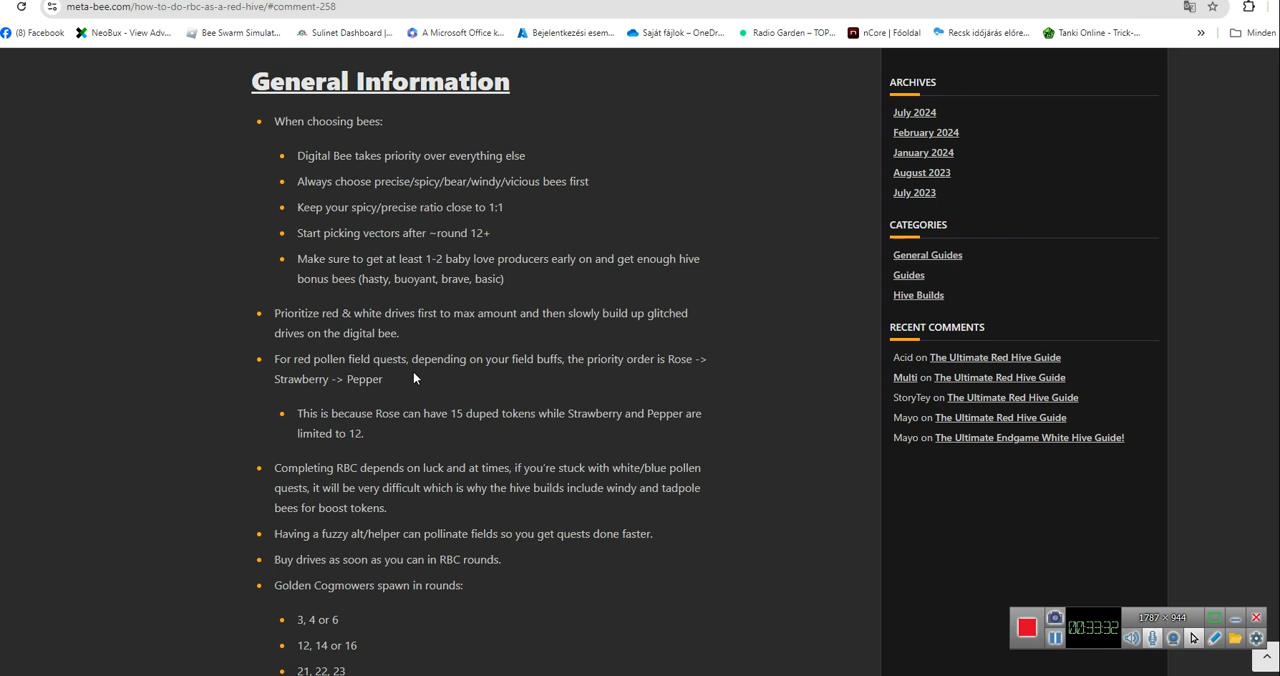 meta-bee.com/how-to-do-rbc-as-a-red-hive/#comment-258
(8) Facebook
NeoBux - View Adv...
Bee Swarm Simulat...
Sulinet Dashboard |...
A Microsoft Office k...
Bejelentkezési esem...
Saját fájlok – OneDr...
Radio Garden – TOP...
nCore | Főoldal
Recsk időjárás előre...
Tanki Online - Trick-...
»
Minden
General Information
When choosing bees:
Digital Bee takes priority over everything else
Always choose precise/spicy/bear/windy/vicious bees first
Keep your spicy/precise ratio close to 1:1
Start picking vectors after ~round 12+
Make sure to get at least 1-2 baby love producers early on and get enough hive
bonus bees (hasty, buoyant, brave, basic)
Prioritize red & white drives first to max amount and then slowly build up glitched
drives on the digital bee.
For red pollen field quests, depending on your field buffs, the priority order is Rose ->
Strawberry -> Pepper
This is because Rose can have 15 duped tokens while Strawberry and Pepper are
limited to 12.
Completing RBC depends on luck and at times, if you’re stuck with white/blue pollen
quests, it will be very difficult which is why the hive builds include windy and tadpole
bees for boost tokens.
Having a fuzzy alt/helper can pollinate fields so you get quests done faster.
Buy drives as soon as you can in RBC rounds.
Golden Cogmowers spawn in rounds:
3, 4 or 6
12, 14 or 16
21, 22, 23
ARCHIVES
July 2024
February 2024
January 2024
August 2023
July 2023
CATEGORIES
General Guides
Guides
Hive Builds
RECENT COMMENTS
Acid on The Ultimate Red Hive Guide
Multi on The Ultimate Red Hive Guide
StoryTey on The Ultimate Red Hive Guide
Mayo on The Ultimate Red Hive Guide
Mayo on The Ultimate Endgame White Hive Guide!
00:33:32
1787 × 944